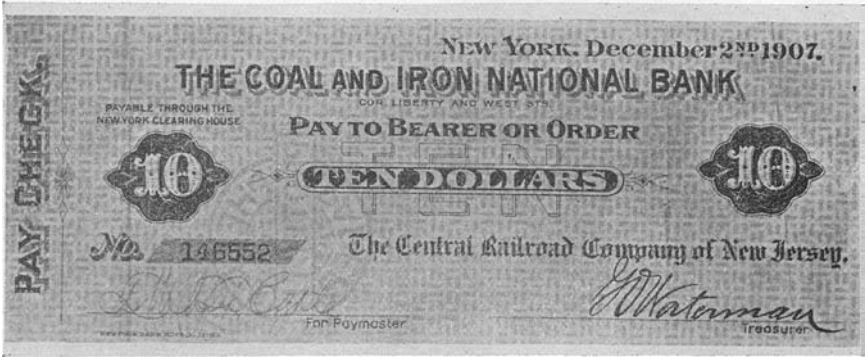 NEW YORK. December 2ND 1907.
THE COAL AND IRON NATIONAL BANK
COR LIBERTY AND WEST STS.
PAYABLE THROUGH THE
NEW YORK CLEARING HOUSE
PAY TO BEARER OR ORDER
TEN
10
TEN DOLLARS
10
No. 146552
The Central Railroad Company of New Jersey.
For Paymaster
Waterman
Treasurer
PAY CHECK.